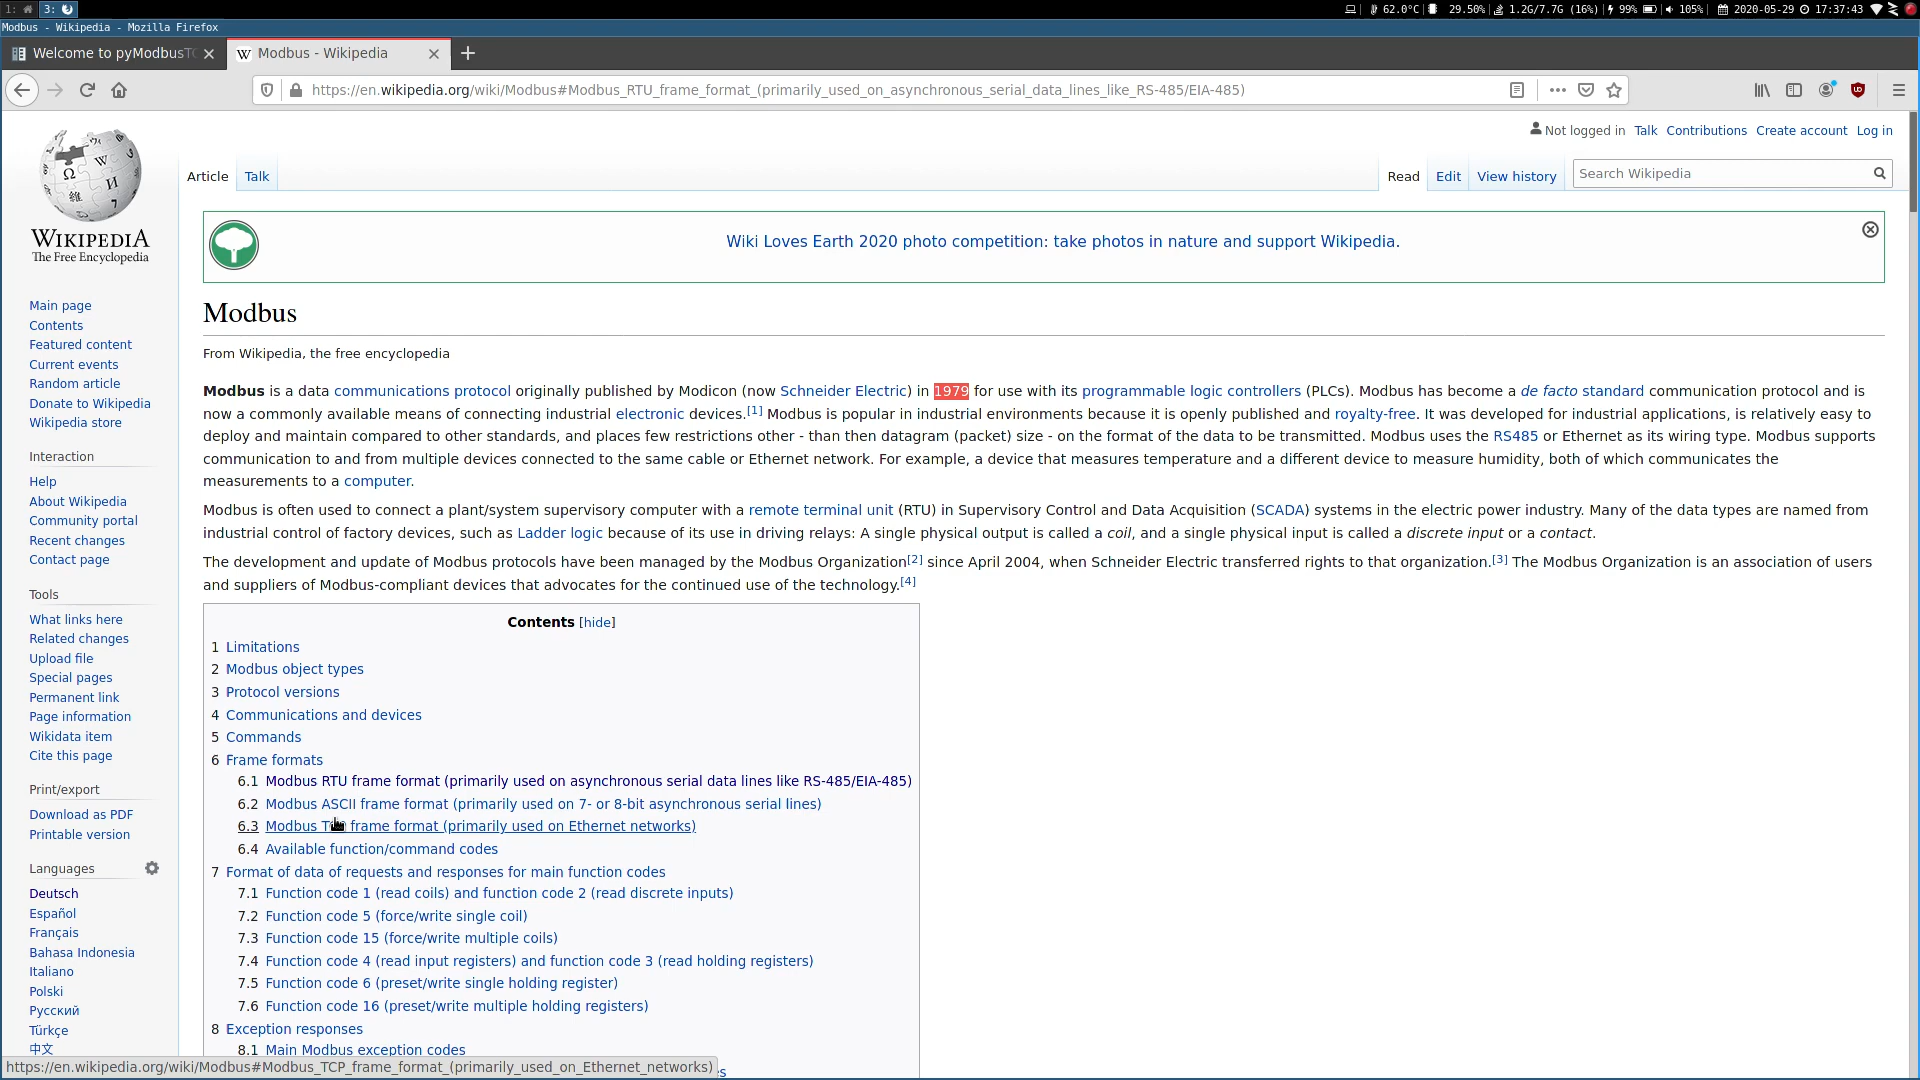 1:
3:
62.0°C 29.50% 1.2G/7.7G (16%) 99% 105% 2020-05-29 17:37:43
Modbus - Wikipedia - Mozilla Firefox
Welcome to pyModbusTC
W Modbus - Wikipedia
https://en.wikipedia.org/wiki/Modbus#Modbus_RTU_frame_format_(primarily_used_on_asynchronous_serial_data_lines_like_RS-485/EIA-485)
Not logged in Talk Contributions Create account Log in
Article Talk Read Edit View history Search Wikipedia
WIKIPEDIA
The Free Encyclopedia
Wiki Loves Earth 2020 photo competition: take photos in nature and support Wikipedia.
Main page
Contents
Featured content
Current events
Random article
Donate to Wikipedia
Wikipedia store
Interaction
Help
About Wikipedia
Community portal
Recent changes
Contact page
Tools
What links here
Related changes
Upload file
Special pages
Permanent link
Page information
Wikidata item
Cite this page
Print/export
Download as PDF
Printable version
Languages
Deutsch
Español
Français
Bahasa Indonesia
Italiano
Polski
Русский
Türkçe
中文
Modbus
From Wikipedia, the free encyclopedia
Modbus is a data communications protocol originally published by Modicon (now Schneider Electric) in 1979 for use with its programmable logic controllers (PLCs). Modbus has become a de facto standard communication protocol and is
now a commonly available means of connecting industrial electronic devices.[1] Modbus is popular in industrial environments because it is openly published and royalty-free. It was developed for industrial applications, is relatively easy to
deploy and maintain compared to other standards, and places few restrictions other - than then datagram (packet) size - on the format of the data to be transmitted. Modbus uses the RS485 or Ethernet as its wiring type. Modbus supports
communication to and from multiple devices connected to the same cable or Ethernet network. For example, a device that measures temperature and a different device to measure humidity, both of which communicates the
measurements to a computer.
Modbus is often used to connect a plant/system supervisory computer with a remote terminal unit (RTU) in Supervisory Control and Data Acquisition (SCADA) systems in the electric power industry. Many of the data types are named from
industrial control of factory devices, such as Ladder logic because of its use in driving relays: A single physical output is called a coil, and a single physical input is called a discrete input or a contact.
The development and update of Modbus protocols have been managed by the Modbus Organization[2] since April 2004, when Schneider Electric transferred rights to that organization.[3] The Modbus Organization is an association of users
and suppliers of Modbus-compliant devices that advocates for the continued use of the technology.[4]
Contents [hide]
1 Limitations
2 Modbus object types
3 Protocol versions
4 Communications and devices
5 Commands
6 Frame formats
6.1 Modbus RTU frame format (primarily used on asynchronous serial data lines like RS-485/EIA-485)
6.2 Modbus ASCII frame format (primarily used on 7- or 8-bit asynchronous serial lines)
6.3 Modbus frame format (primarily used on Ethernet networks)
6.4 Available function/command codes
7 Format of data of requests and responses for main function codes
7.1 Function code 1 (read coils) and function code 2 (read discrete inputs)
7.2 Function code 5 (force/write single coil)
7.3 Function code 15 (force/write multiple coils)
7.4 Function code 4 (read input registers) and function code 3 (read holding registers)
7.5 Function code 6 (preset/write single holding register)
7.6 Function code 16 (preset/write multiple holding registers)
8 Exception responses
8.1 Main Modbus exception codes
https://en.wikipedia.org/wiki/Modbus#Modbus_TCP_frame_format_(primarily_used_on_Ethernet_networks)